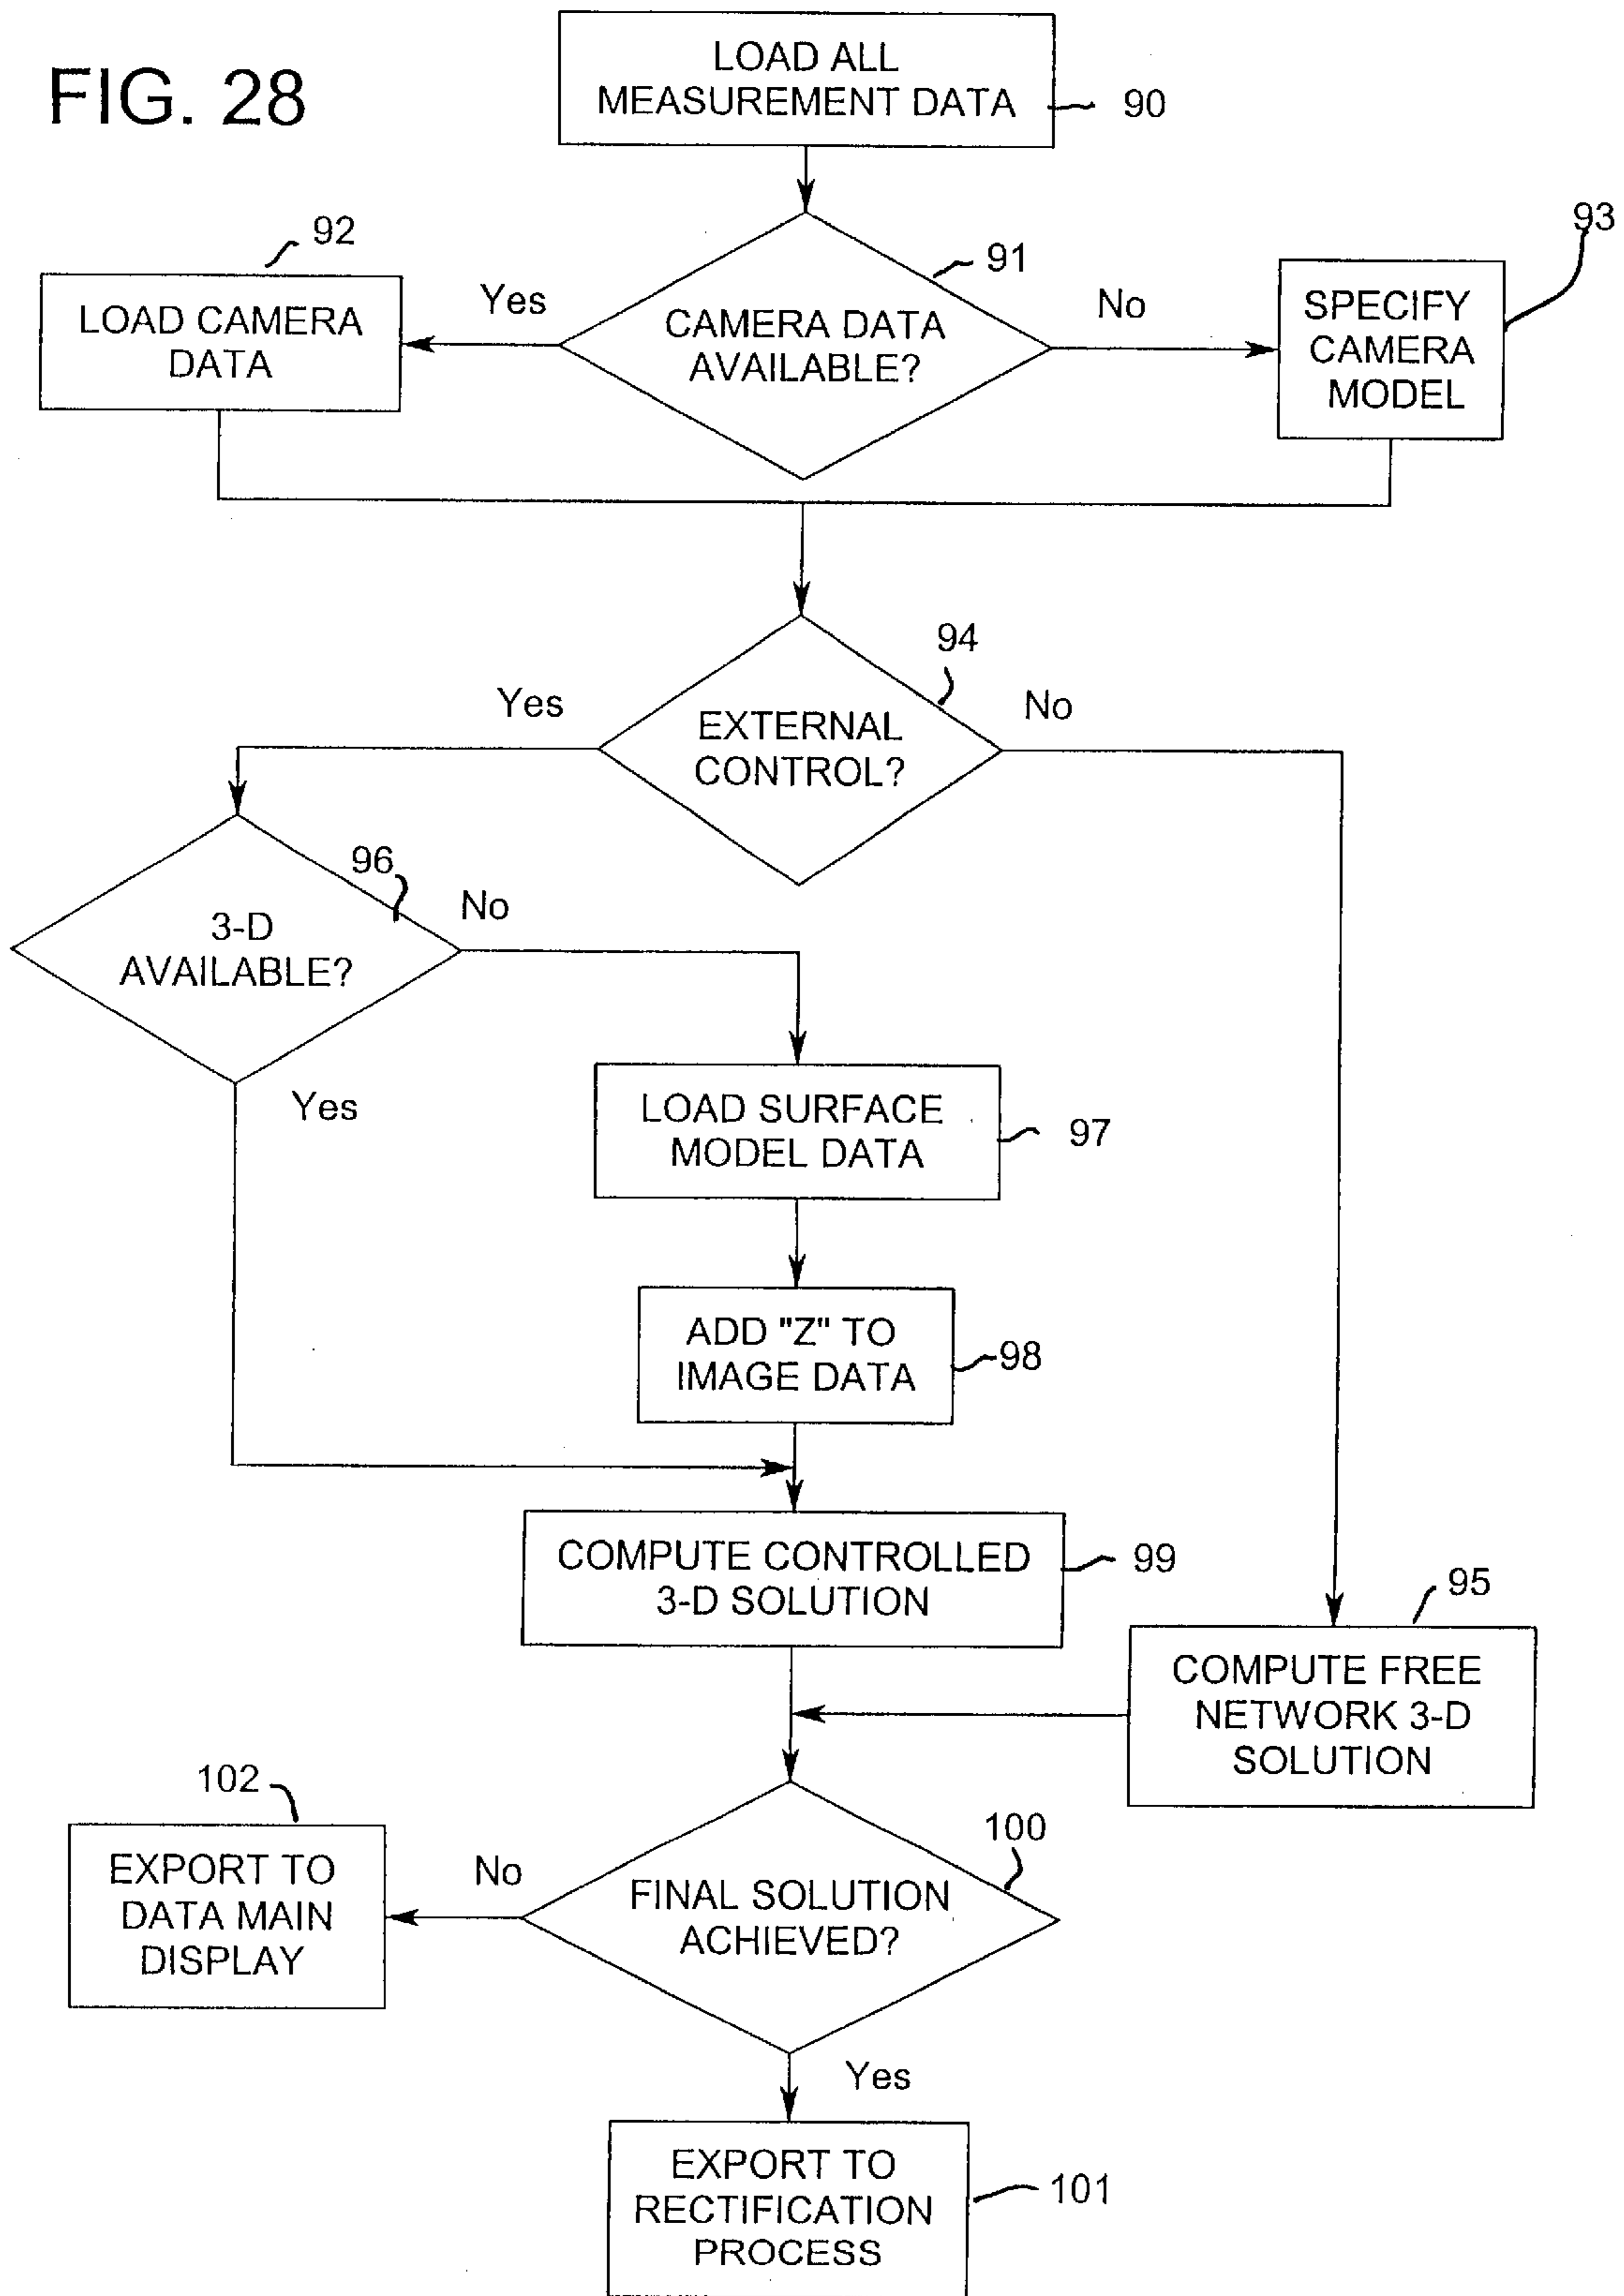 FIG. 28
LOAD ALL
MEASUREMENT DATA
90
92
91
93
Yes
No
LOAD CAMERA
DATA
CAMERA DATA
AVAILABLE?
SPECIFY
CAMERA
MODEL
94
Yes
No
EXTERNAL
CONTROL?
96
No
3-D
AVAILABLE?
Yes
LOAD SURFACE
MODEL DATA
97
ADD "Z" TO
IMAGE DATA
98
COMPUTE CONTROLLED
3-D SOLUTION
99
95
COMPUTE FREE
NETWORK 3-D
SOLUTION
102
100
EXPORT TO
DATA MAIN
DISPLAY
No
FINAL SOLUTION
ACHIEVED?
Yes
EXPORT TO
RECTIFICATION
PROCESS
101